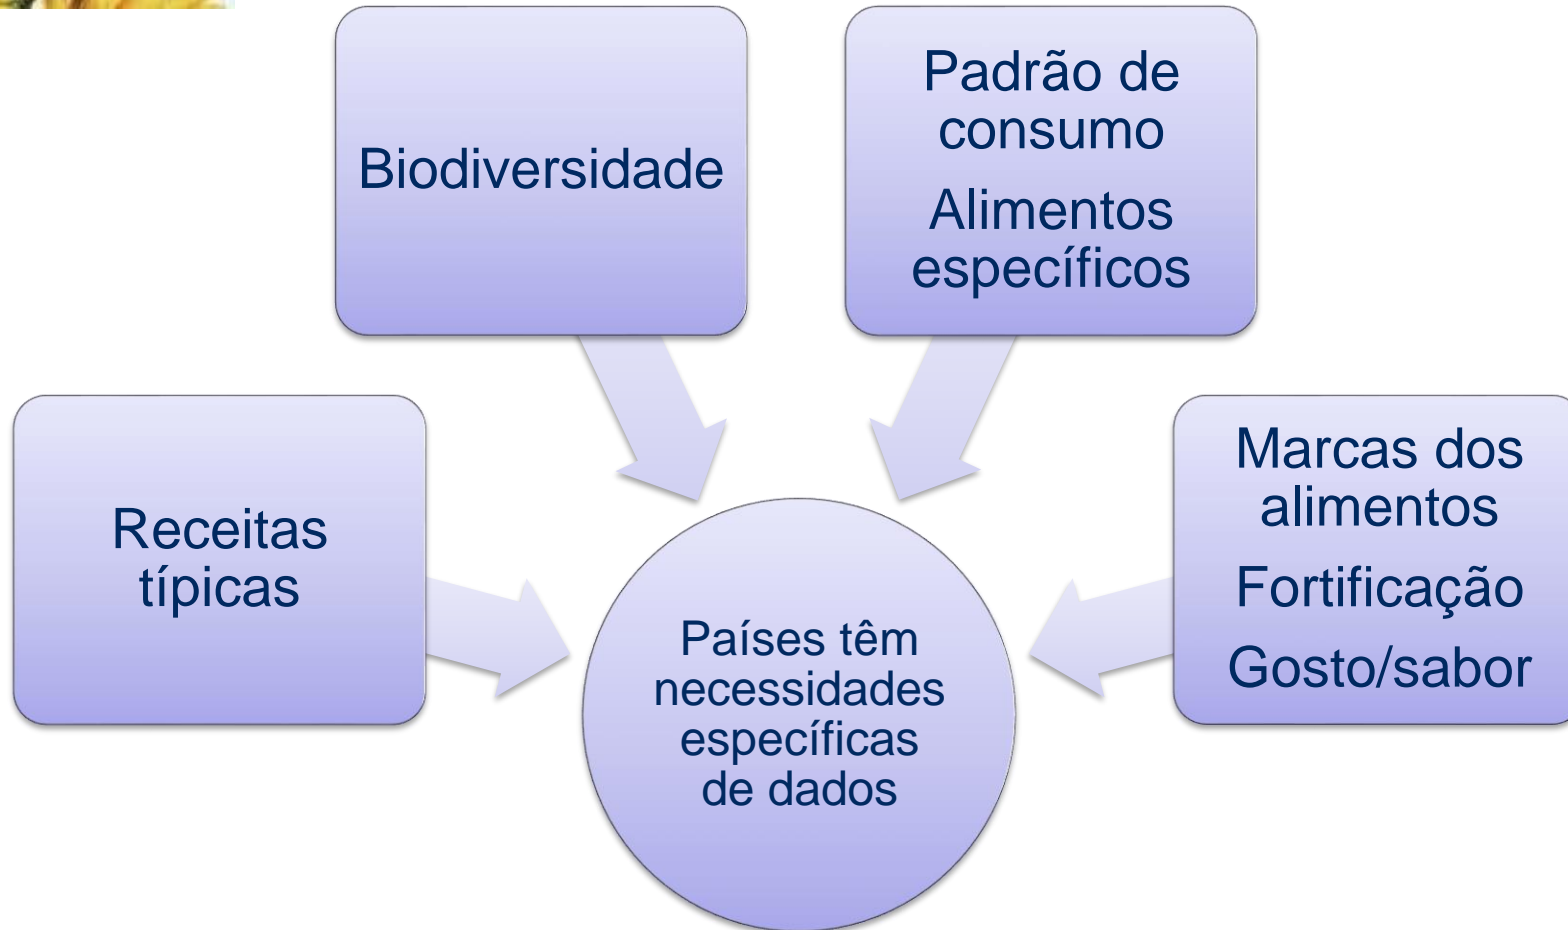 Biodiversidade
Padrão de
consumo
Alimentos
específicos
Receitas
típicas
Marcas dos
alimentos
Fortificação
Gosto/sabor
Países têm
necessidades
específicas
de dados